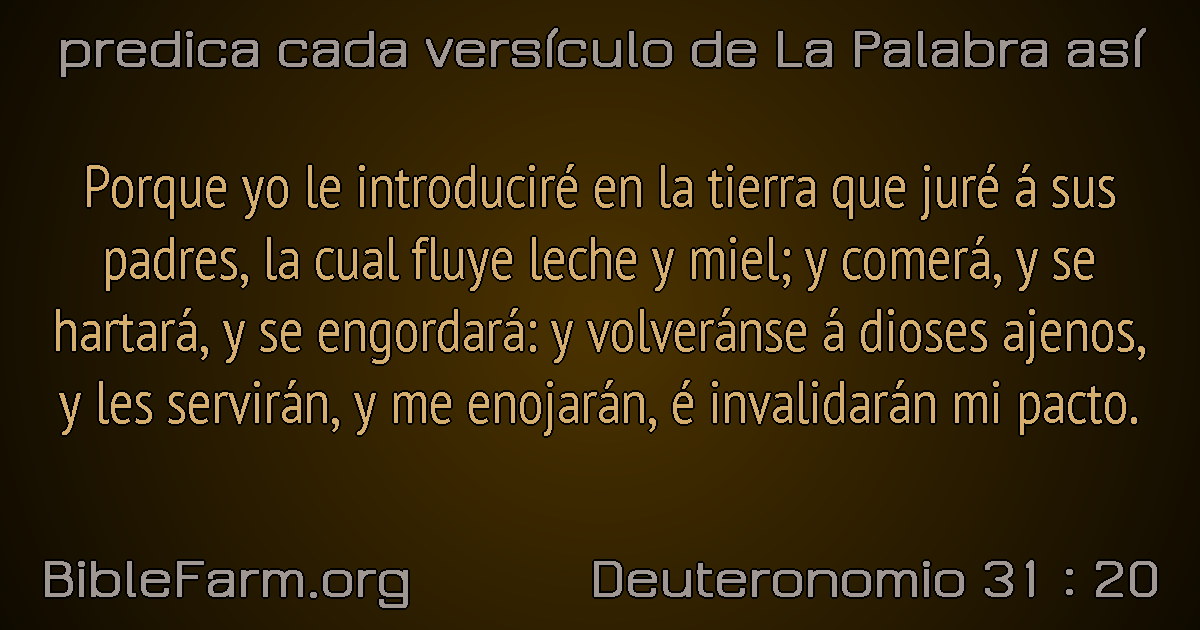 predica cada versículo de La Palabra así
Porque yo le introduciré en la tierra que juré á sus
padres, la cual fluye leche y miel; y comerá, y se
hartará, y se engordará: y volveránse á dioses ajenos,
y les servirán, y me enojarán, é invalidarán mi pacto.
BibleFarm.org
Deuteronomio 31 : 20